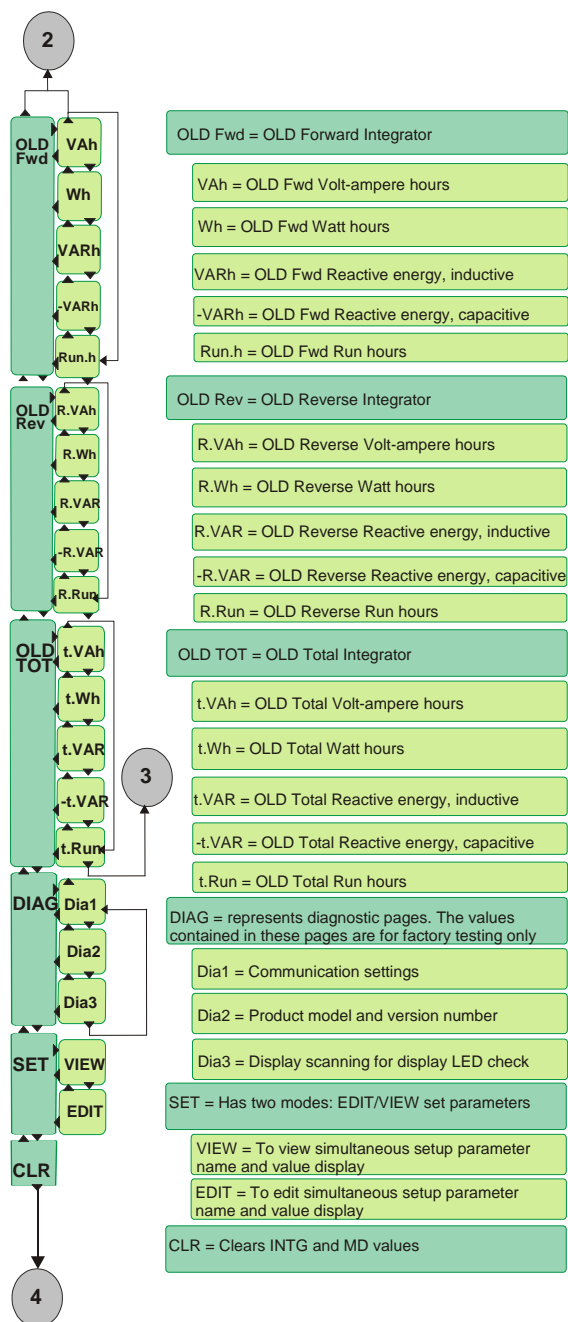 2
OLD
Fwd
VAh
Wh
VARh
-VARh
Run.h
OLD Fwd = OLD Forward Integrator
VAh = OLD Fwd Volt-ampere hours
Wh = OLD Fwd Watt hours
VARh = OLD Fwd Reactive energy, inductive
-VARh = OLD Fwd Reactive energy, capacitive
Run.h = OLD Fwd Run hours
OLD
Rev
R.VAh
R.Wh
R.VAR
-R.VAR
R.Run
OLD Rev = OLD Reverse Integrator
R.VAh = OLD Reverse Volt-ampere hours
R.Wh = OLD Reverse Watt hours
R.VAR = OLD Reverse Reactive energy, inductive
-R.VAR = OLD Reverse Reactive energy, capacitive
R.Run = OLD Reverse Run hours
OLD
TOT
t.VAh
t.Wh
t.VAR
-t.VAR
t.Run
3
OLD TOT = OLD Total Integrator
t.VAh = OLD Total Volt-ampere hours
t.Wh = OLD Total Watt hours
t.VAR = OLD Total Reactive energy, inductive
-t.VAR = OLD Total Reactive energy, capacitive
t.Run = OLD Total Run hours
DIAG
Dia1
Dia2
Dia3
DIAG = represents diagnostic pages. The values
contained in these pages are for factory testing only
Dia1 = Communication settings
Dia2 = Product model and version number
Dia3 = Display scanning for display LED check
SET
VIEW
EDIT
SET = Has two modes: EDIT/VIEW set parameters
VIEW = To view simultaneous setup parameter
name and value display
EDIT = To edit simultaneous setup parameter
name and value display
CLR
CLR = Clears INTG and MD values
4